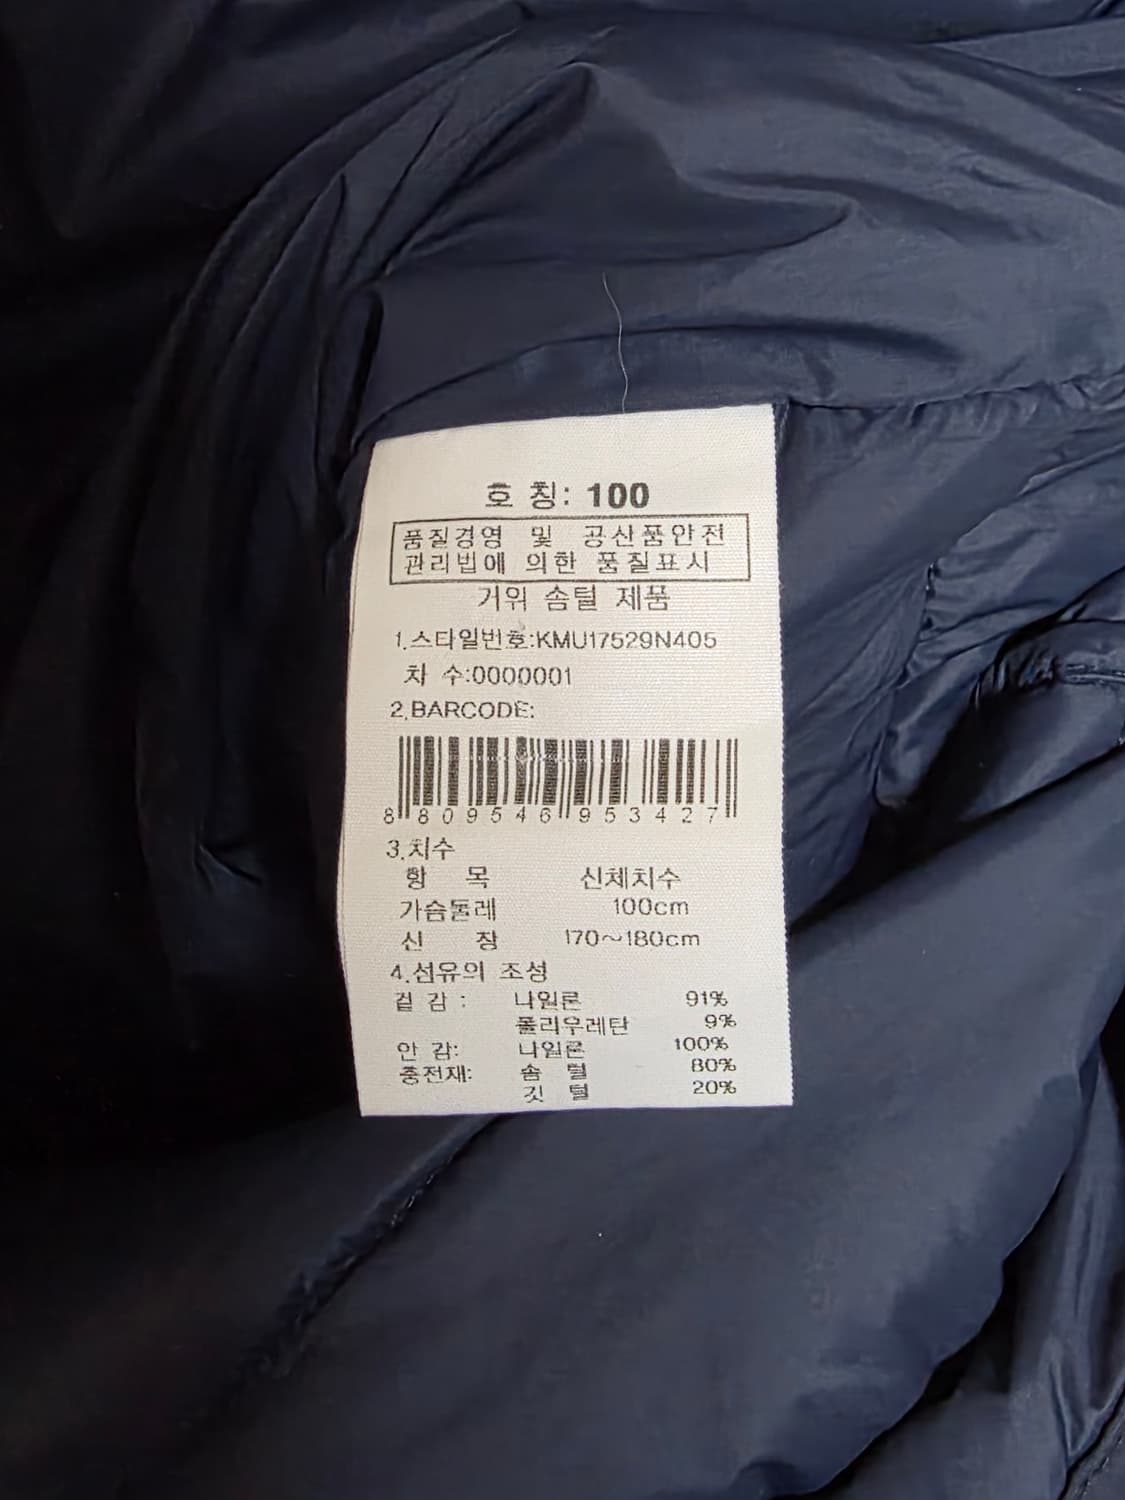 호 칭: 100
품질경영 및 공산품안전
관리법에 의한 품질표시
거위 솜털 제품
1.스타일번호:KMU17529N405
차 수:0000001
2.BARCODE:
8 809546 953427
3.치수
항 목 신체치수
가슴둘레 100cm
신 장 170~180cm
4.섬유의 조성
겉 감 : 나일론 91%
폴리우레탄 9%
안 감: 나일론 100%
충전재: 솜 털 80%
깃 털 20%